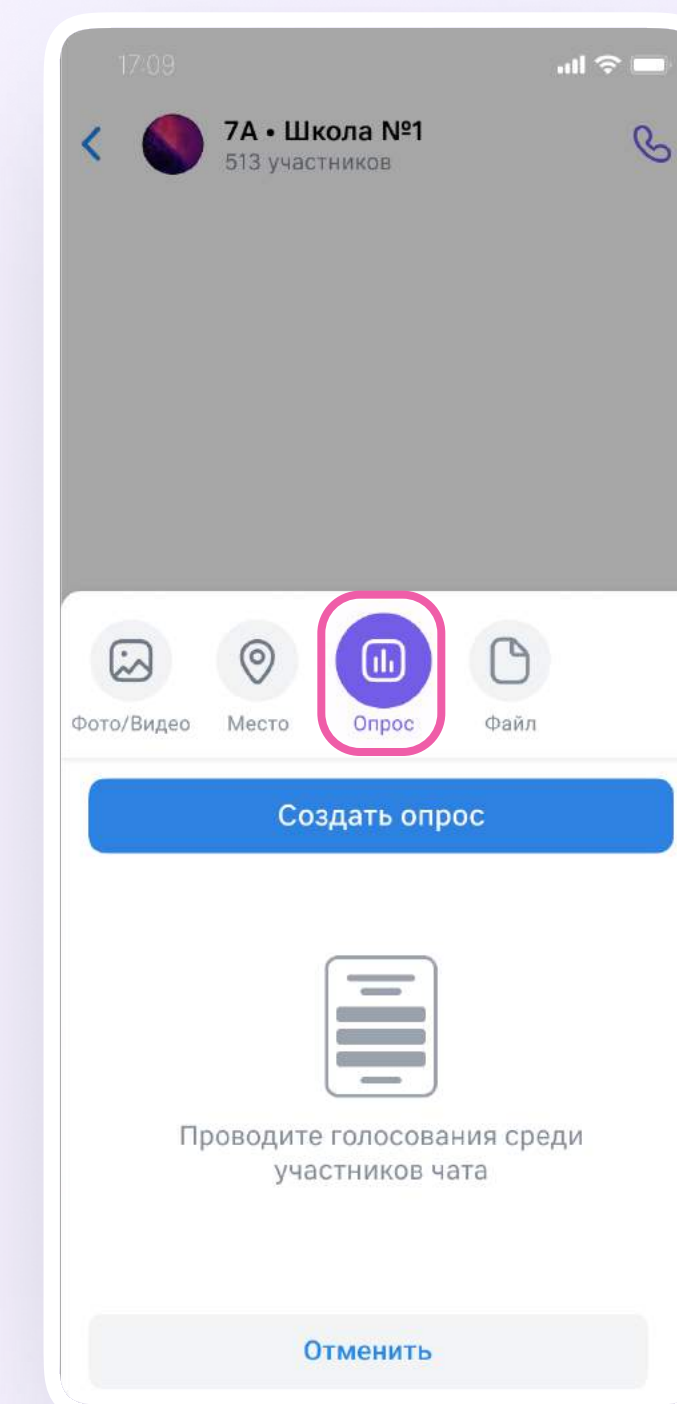 17:09
7А • Школа №1
513 участников
Фото/Видео Место Опрос Файл
Создать опрос
Проводите голосования среди
участников чата
Отменить